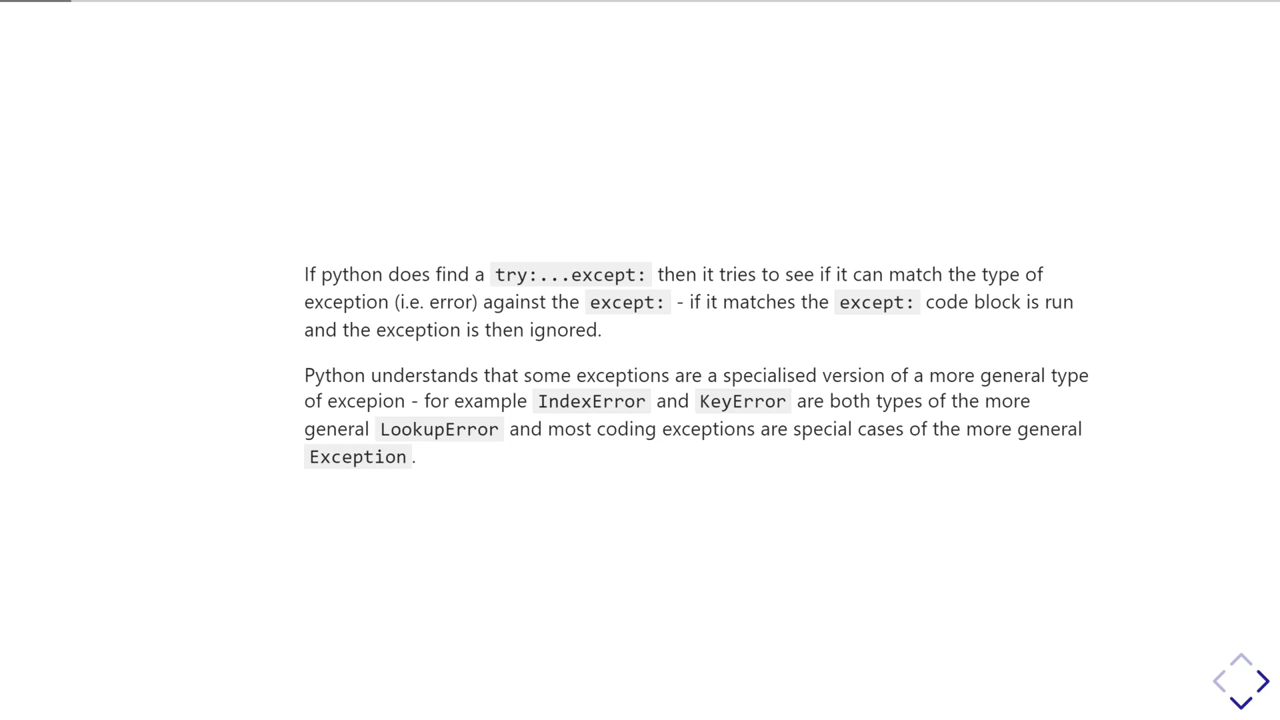 If python does find a try:...except: then it tries to see if it can match the type of
exception (i.e. error) against the except: - if it matches the except: code block is run
and the exception is then ignored.
Python understands that some exceptions are a specialised version of a more general type
of excepion - for example IndexError and KeyError are both types of the more
general LookupError and most coding exceptions are special cases of the more general
Exception.